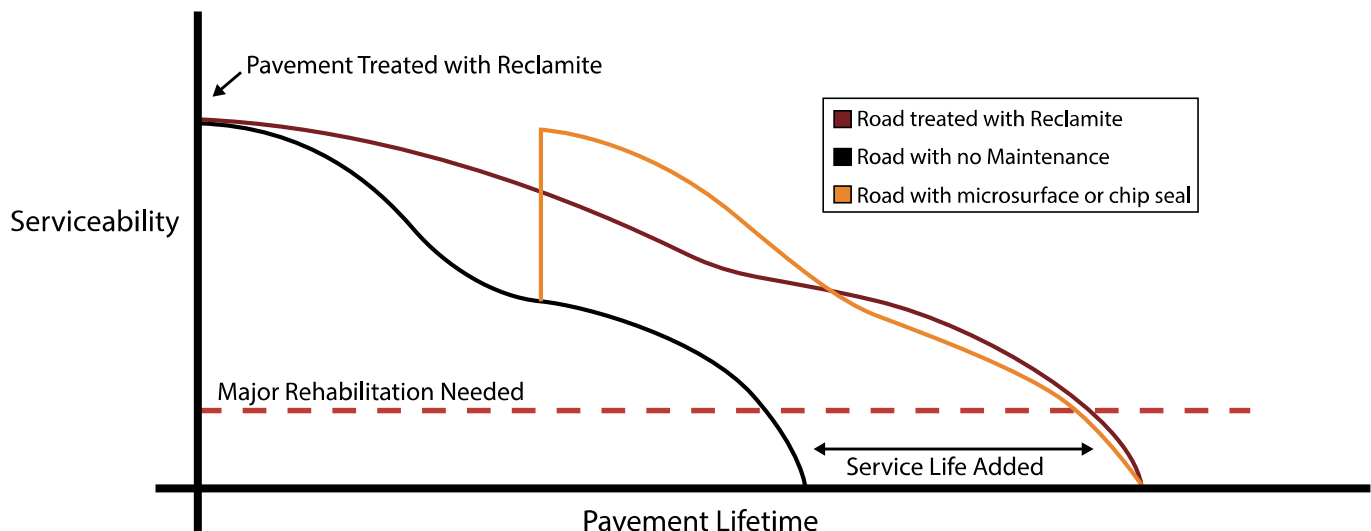 Pavement Treated with Reclamite
Road treated with Reclamite
Road with no Maintenance
Road with microsurface or chip seal
Serviceability
Major Rehabilitation Needed
Service Life Added
Pavement Lifetime